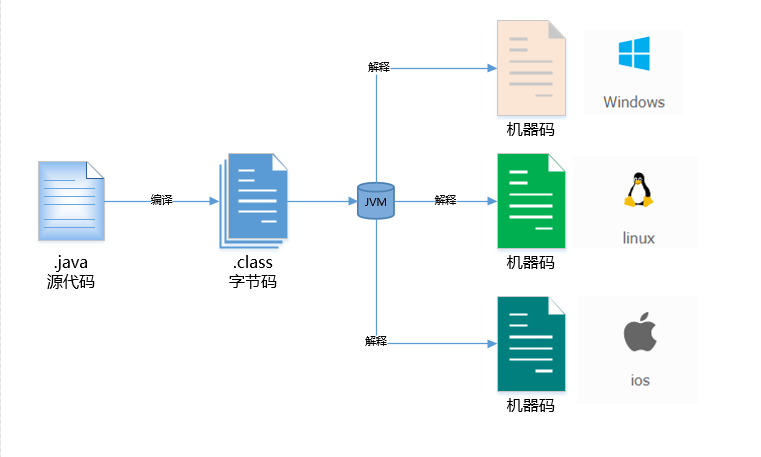 .java
源代码
编译
.class
字节码
JVM
解释
机器码
Windows
解释
机器码
linux
解释
机器码
ios